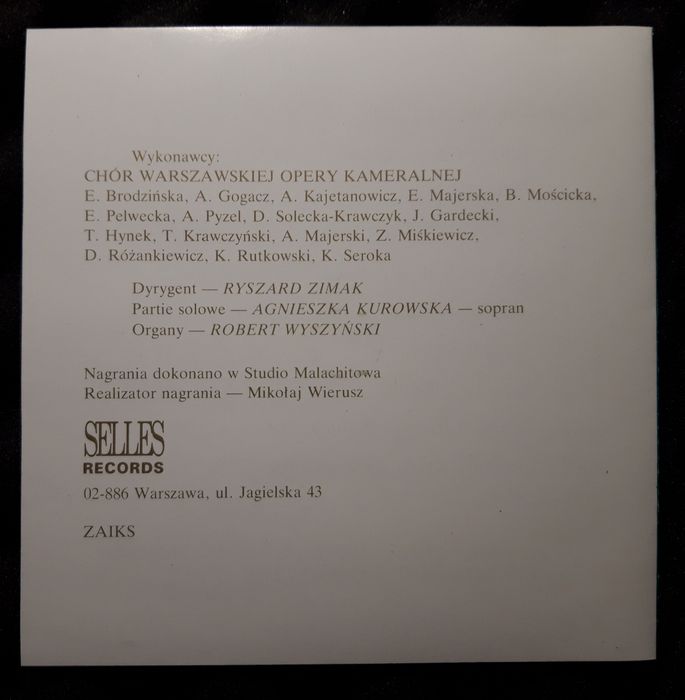 Wykonawcy:
CHÓR WARSZAWSKIEJ OPERY KAMERALNEJ
E. Brodzińska, A. Gogacz, A. Kajetanowicz, E. Majerska, B. Mościcka,
E. Pelwecka, A. Pyzel, D. Solecka-Krawczyk, J. Gardecki,
T. Hynek, T. Krawczyński, A. Majerski, Z. Miśkiewicz,
D. Różankiewicz, K. Rutkowski, K. Seroka
Dyrygent — RYSZARD ZIMAK
Partie solowe — AGNIESZKA KUROWSKA — sopran
Organy — ROBERT WYSZYŃSKI
Nagrania dokonano w Studio Malachitowa
Realizator nagrania — Mikołaj Wierusz
SELLES
RECORDS
02-886 Warszawa, ul. Jagielska 43
ZAIKS